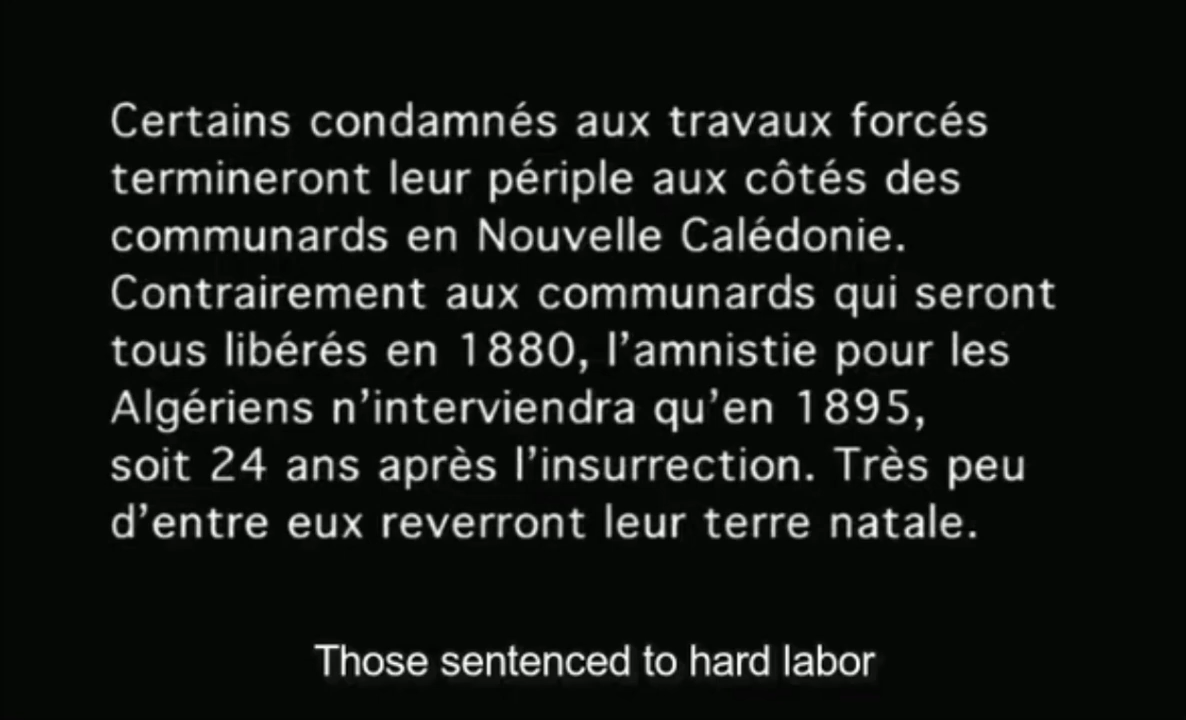 Certains condamnés aux travaux forcés
termineront leur périple aux côtés des
communards en Nouvelle Calédonie.
Contrairement aux communards qui seront
tous libérés en 1880, l’amnistie pour les
Algériens n’interviendra qu’en 1895,
soit 24 ans après l’insurrection. Très peu
d’entre eux reverront leur terre natale.
Those sentenced to hard labor